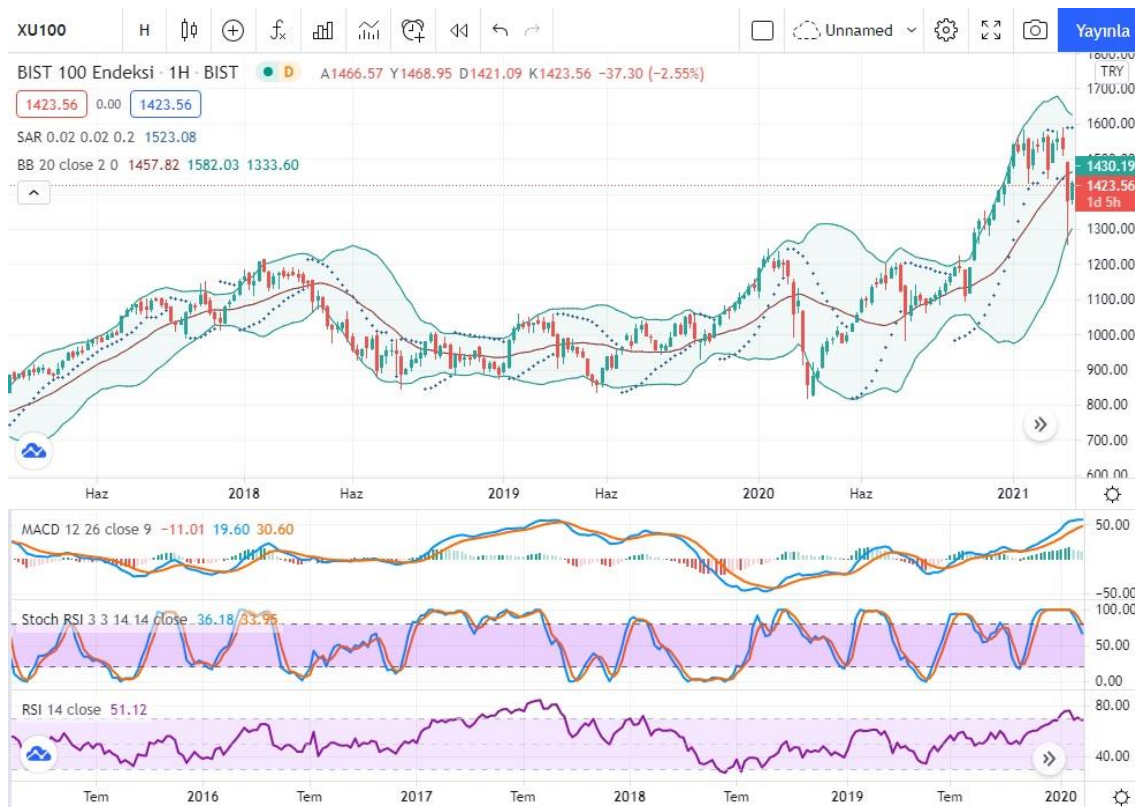 XU100 H fx Unnamed Yayınla
BIST 100 Endeksi · 1H · BIST D A1466.57 Y1468.95 D1421.09 K1423.56 −37.30 (−2.55%)
1800.00
TRY
1423.56 0.00 1423.56
1700.00
SAR 0.02 0.02 0.2 1523.08
1600.00
BB 20 close 2 0 1457.82 1582.03 1333.60
1430.19
1423.56
1d 5h
1300.00
1200.00
1100.00
1000.00
900.00
800.00
700.00
600.00
Haz 2018 Haz 2019 Haz 2020 Haz 2021
MACD 12 26 close 9 −11.01 19.60 30.60
50.00
−50.00
Stoch RSI 3 3 14 14 close 36.18 33.95
100.00
50.00
0.00
RSI 14 close 51.12
80.00
40.00
Tem 2016 Tem 2017 Tem 2018 Tem 2019 2020